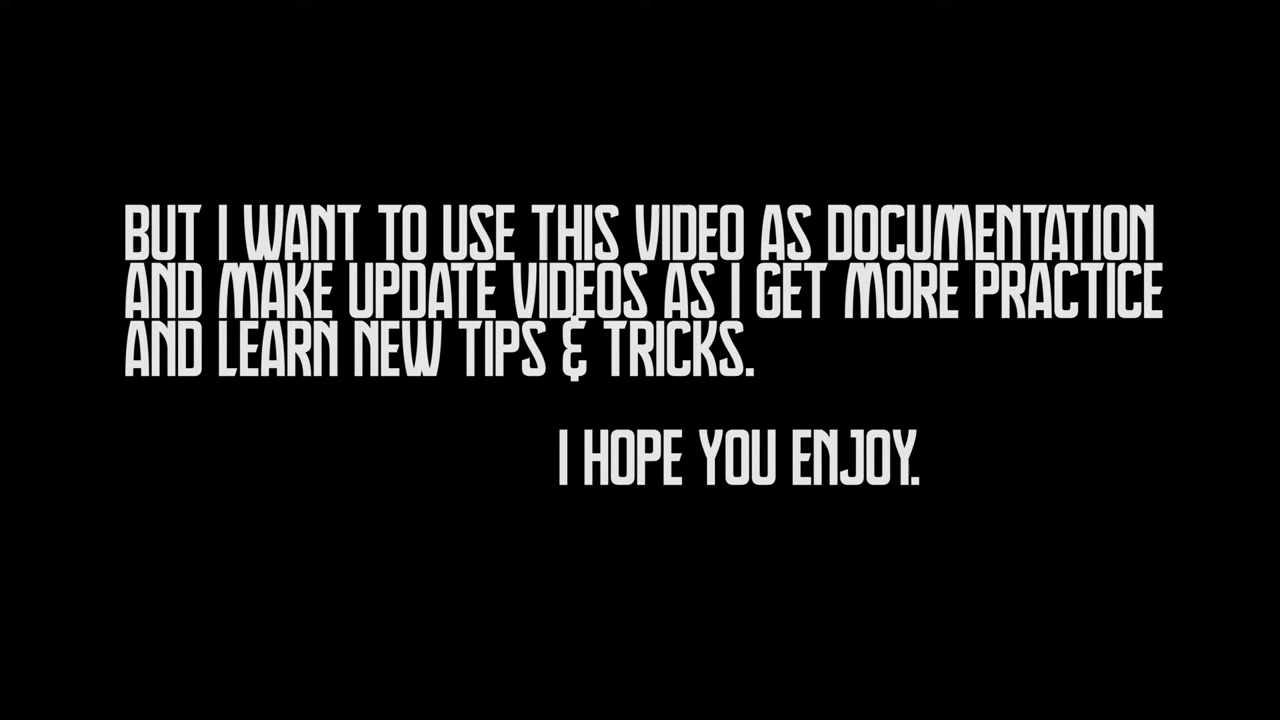 BUT I WANT TO USE THIS VIDEO AS DOCUMENTATION
AND MAKE UPDATE VIDEOS AS I GET MORE PRACTICE
AND LEARN NEW TIPS & TRICKS.
I HOPE YOU ENJOY.